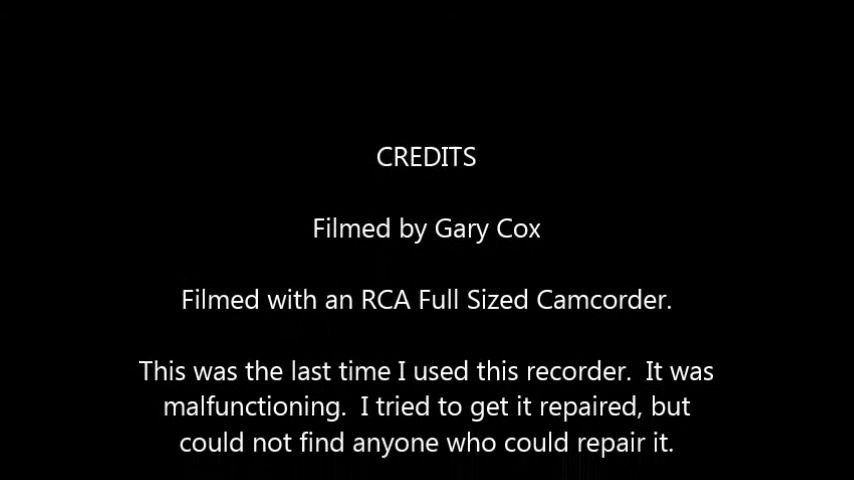 CREDITS
Filmed by Gary Cox
Filmed with an RCA Full Sized Camcorder.
This was the last time I used this recorder.  It was
malfunctioning.  I tried to get it repaired, but
could not find anyone who could repair it.